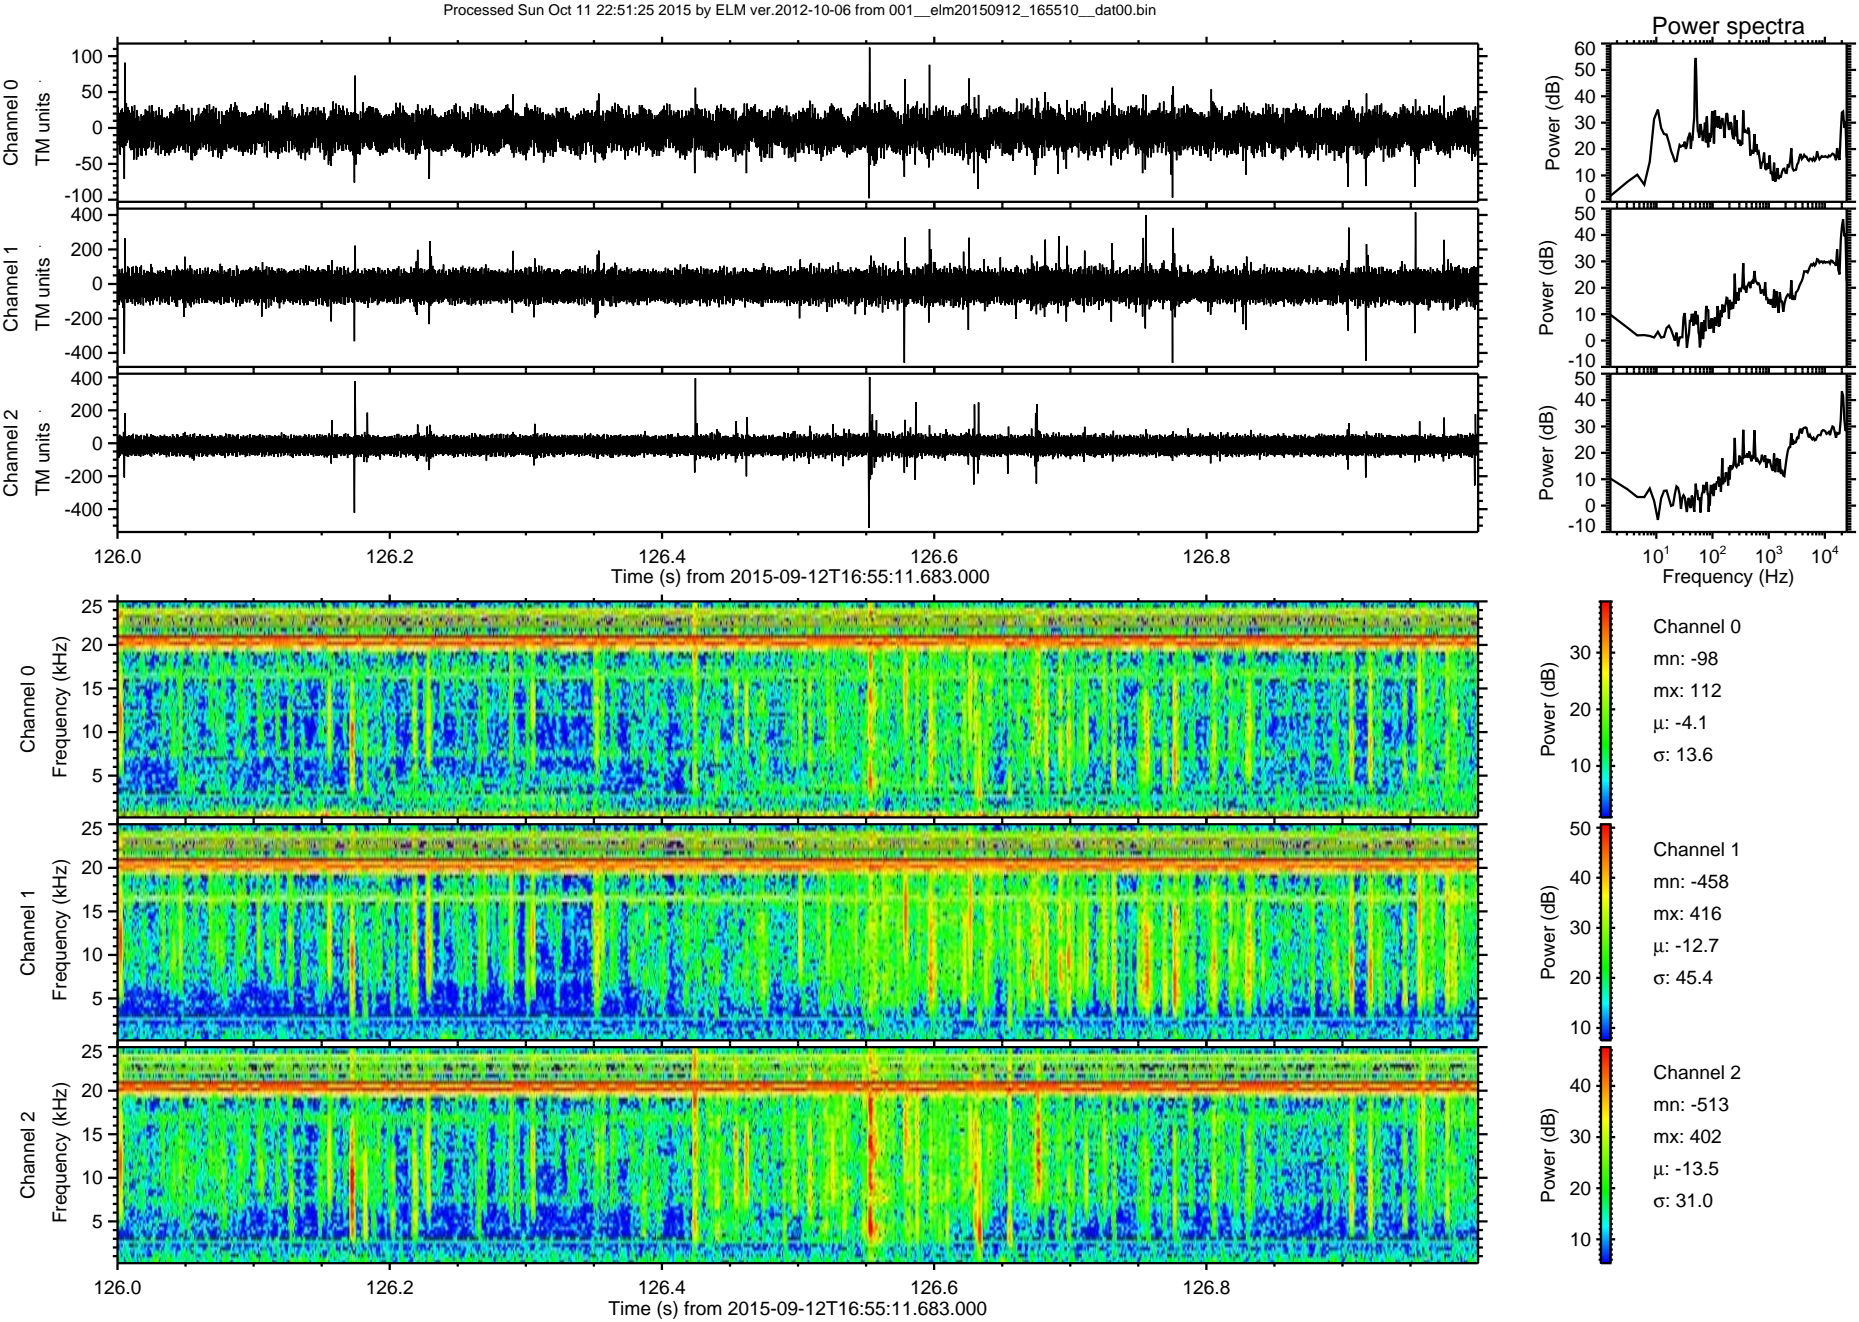 Processed Sun Oct 11 22:51:25 2015 by ELM ver.2012-10-06 from 001__elm20150912_165510__dat00.bin
Power spectra
Channel 0
TM units
100
50
0
-50
-100
Power (dB)
60
50
40
30
20
10
0
Channel 1
TM units
400
200
0
-200
-400
Power (dB)
50
40
30
20
10
0
-10
Channel 2
TM units
400
200
0
-200
-400
Power (dB)
50
40
30
20
10
0
-10
126.0 126.2 126.4 126.6 126.8
Time (s) from 2015-09-12T16:55:11.683.000
10¹ 10² 10³ 10⁴
Frequency (Hz)
Channel 0
Frequency (kHz)
25
20
15
10
5
Power (dB)
30
20
10
Channel 0
mn: -98
mx: 112
μ: -4.1
σ: 13.6
Channel 1
Frequency (kHz)
25
20
15
10
5
Power (dB)
50
40
30
20
10
Channel 1
mn: -458
mx: 416
μ: -12.7
σ: 45.4
Channel 2
Frequency (kHz)
25
20
15
10
5
Power (dB)
40
30
20
10
Channel 2
mn: -513
mx: 402
μ: -13.5
σ: 31.0
126.0 126.2 126.4 126.6 126.8
Time (s) from 2015-09-12T16:55:11.683.000